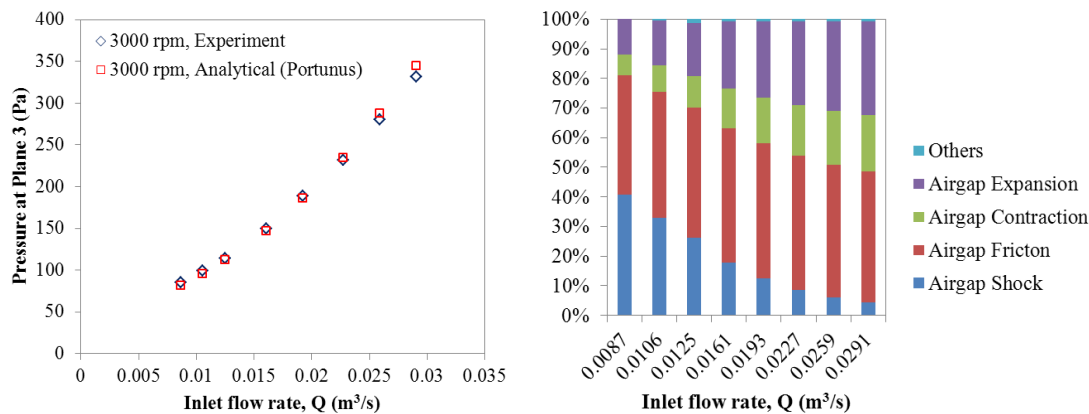 400
350
300
250
200
150
100
50
0
Pressure at Plane 3 (Pa)
3000 rpm, Experiment
3000 rpm, Analytical (Portunus)
0 0.005 0.01 0.015 0.02 0.025 0.03 0.035
Inlet flow rate, Q (m³/s)
100%
90%
80%
70%
60%
50%
40%
30%
20%
10%
0%
0.0087 0.0106 0.0125 0.0161 0.0193 0.0227 0.0259 0.0291
Inlet flow rate, Q (m³/s)
Others
Airgap Expansion
Airgap Contraction
Airgap Fricton
Airgap Shock